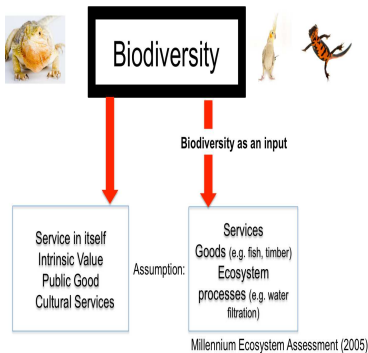 Biodiversity
Biodiversity as an input
Service in itself
Intrinsic Value
Public Good
Cultural Services
Assumption:
Services
Goods (e.g. fish, timber)
Ecosystem
processes (e.g. water
filtration)
Millennium Ecosystem Assessment (2005)